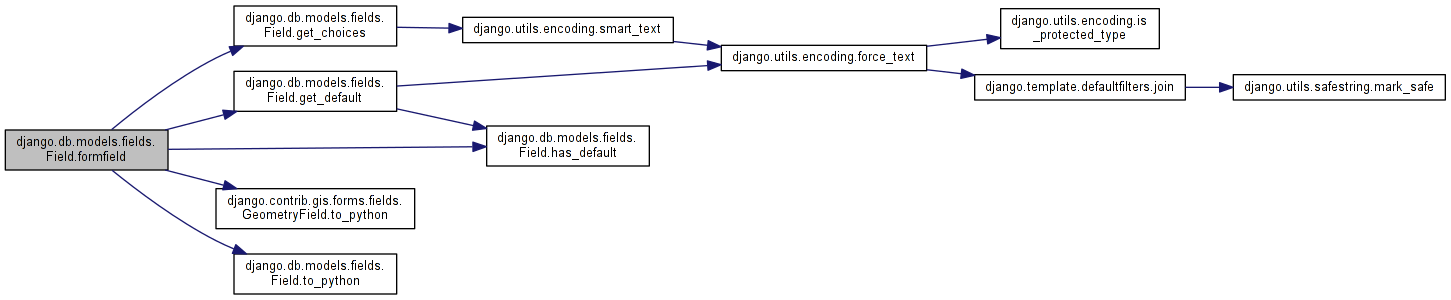 django.db.models.fields.
Field.formfield
django.db.models.fields.
Field.get_choices
django.utils.encoding.smart_text
django.utils.encoding.force_text
django.utils.encoding.is
_protected_type
django.template.defaultfilters.join
django.utils.safestring.mark_safe
django.db.models.fields.
Field.get_default
django.db.models.fields.
Field.has_default
django.contrib.gis.forms.fields.
GeometryField.to_python
django.db.models.fields.
Field.to_python